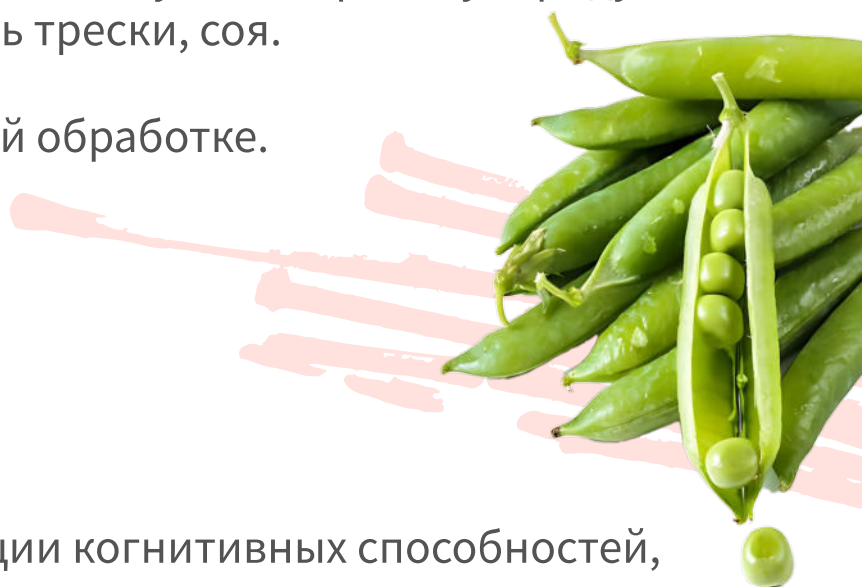 ь трески, соя.
й обработке.
ции когнитивных способностей,